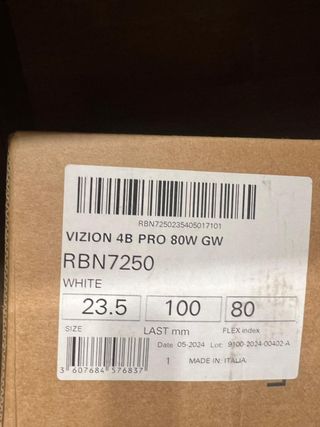 RBN7250235405017101
VIZION 4B PRO 80W GW
RBN7250
WHITE
23.5 100 80
SIZE LAST mm FLEX index
Date 05-2024 Lot: 9100-2024-00402-A
1 MADE IN: ITALIA
3 607684 576837